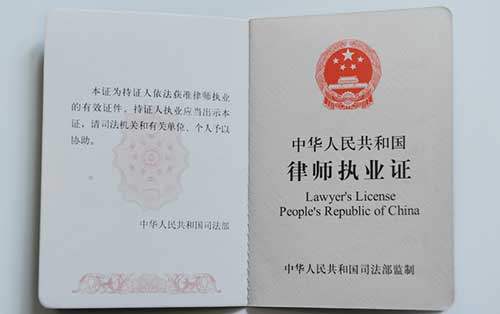 本证为持证人依法获准律师执业
的有效证件。持证人执业应当出示本
证，请司法机关和有关单位、个人予以
协助。
中华人民共和国司法部
中华人民共和国
律师执业证
Lawyer's License
People's Republic of China
中华人民共和国司法部监制